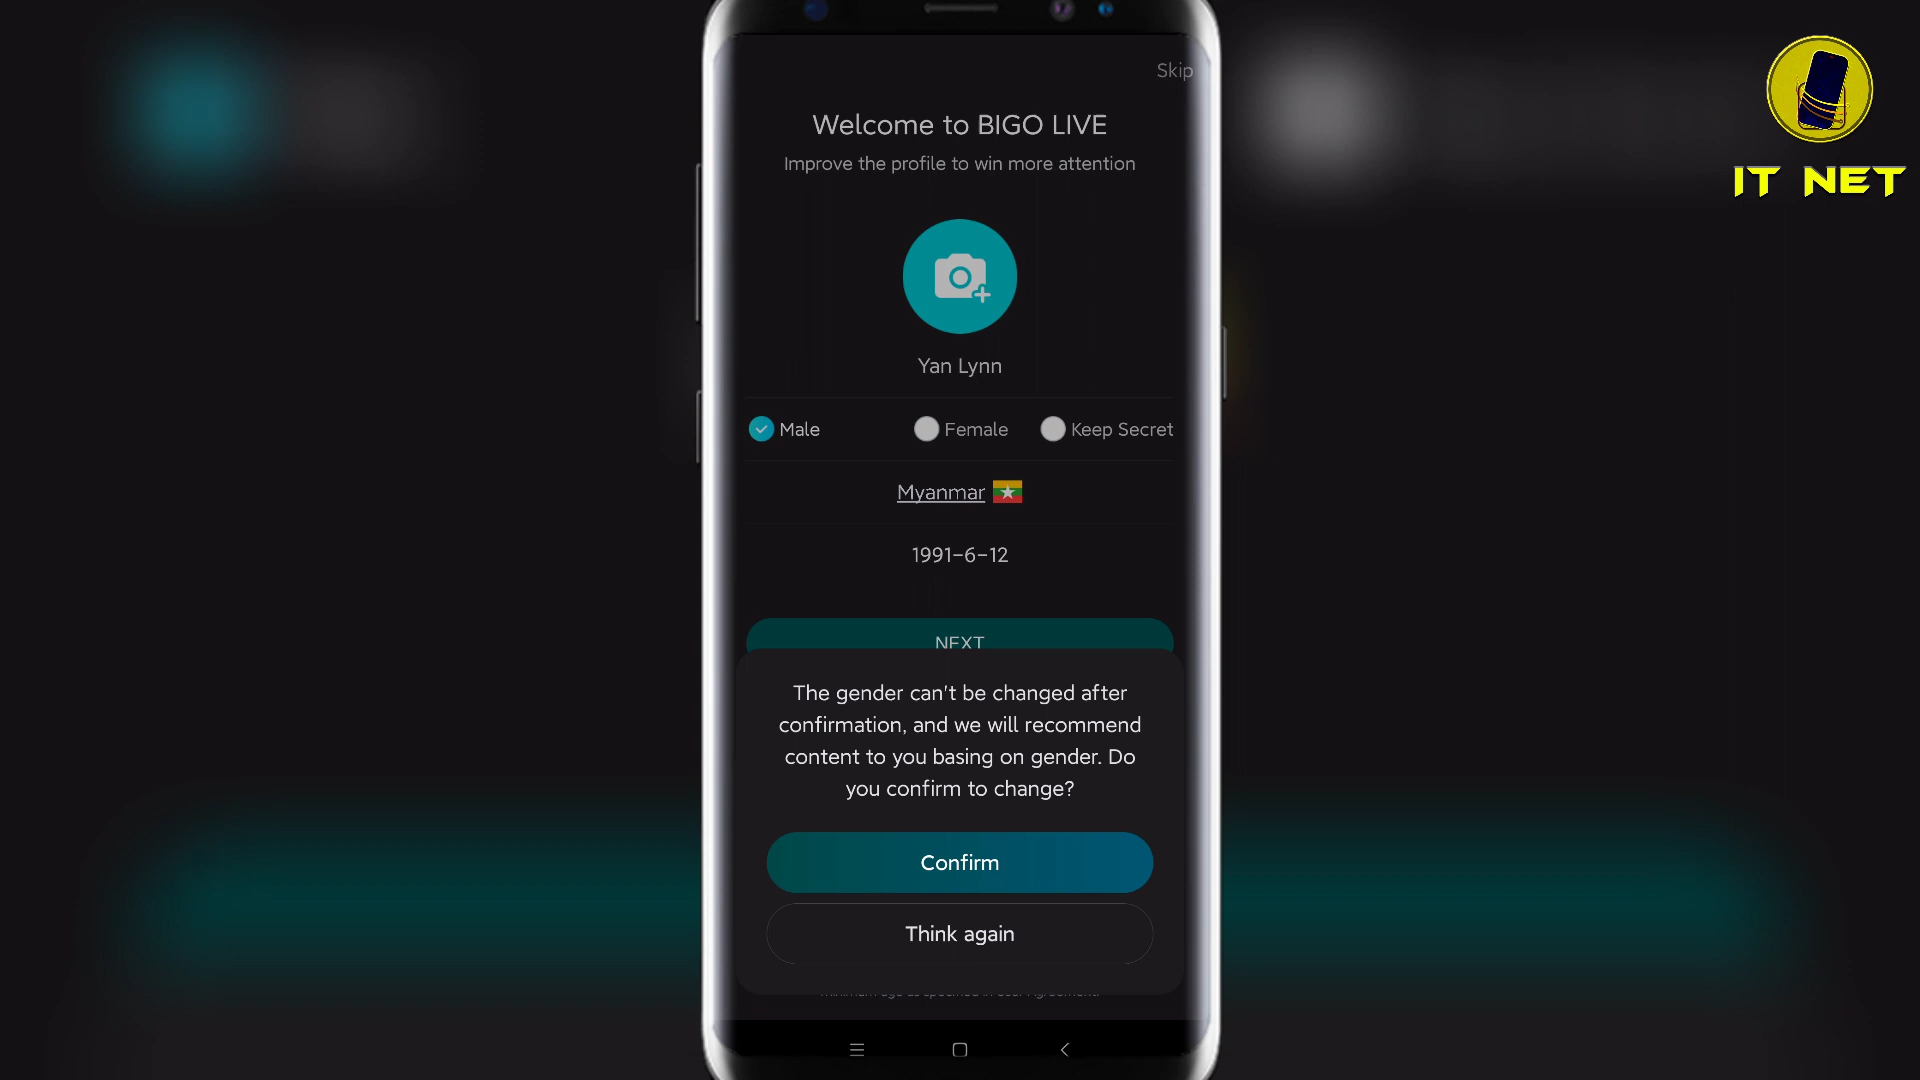 Skip
Welcome to BIGO LIVE
Improve the profile to win more attention
IT NET
Yan Lynn
Male
Female
Keep Secret
Myanmar
1991-6-12
NEXT
The gender can't be changed after
confirmation, and we will recommend
content to you basing on gender. Do
you confirm to change?
Confirm
Think again